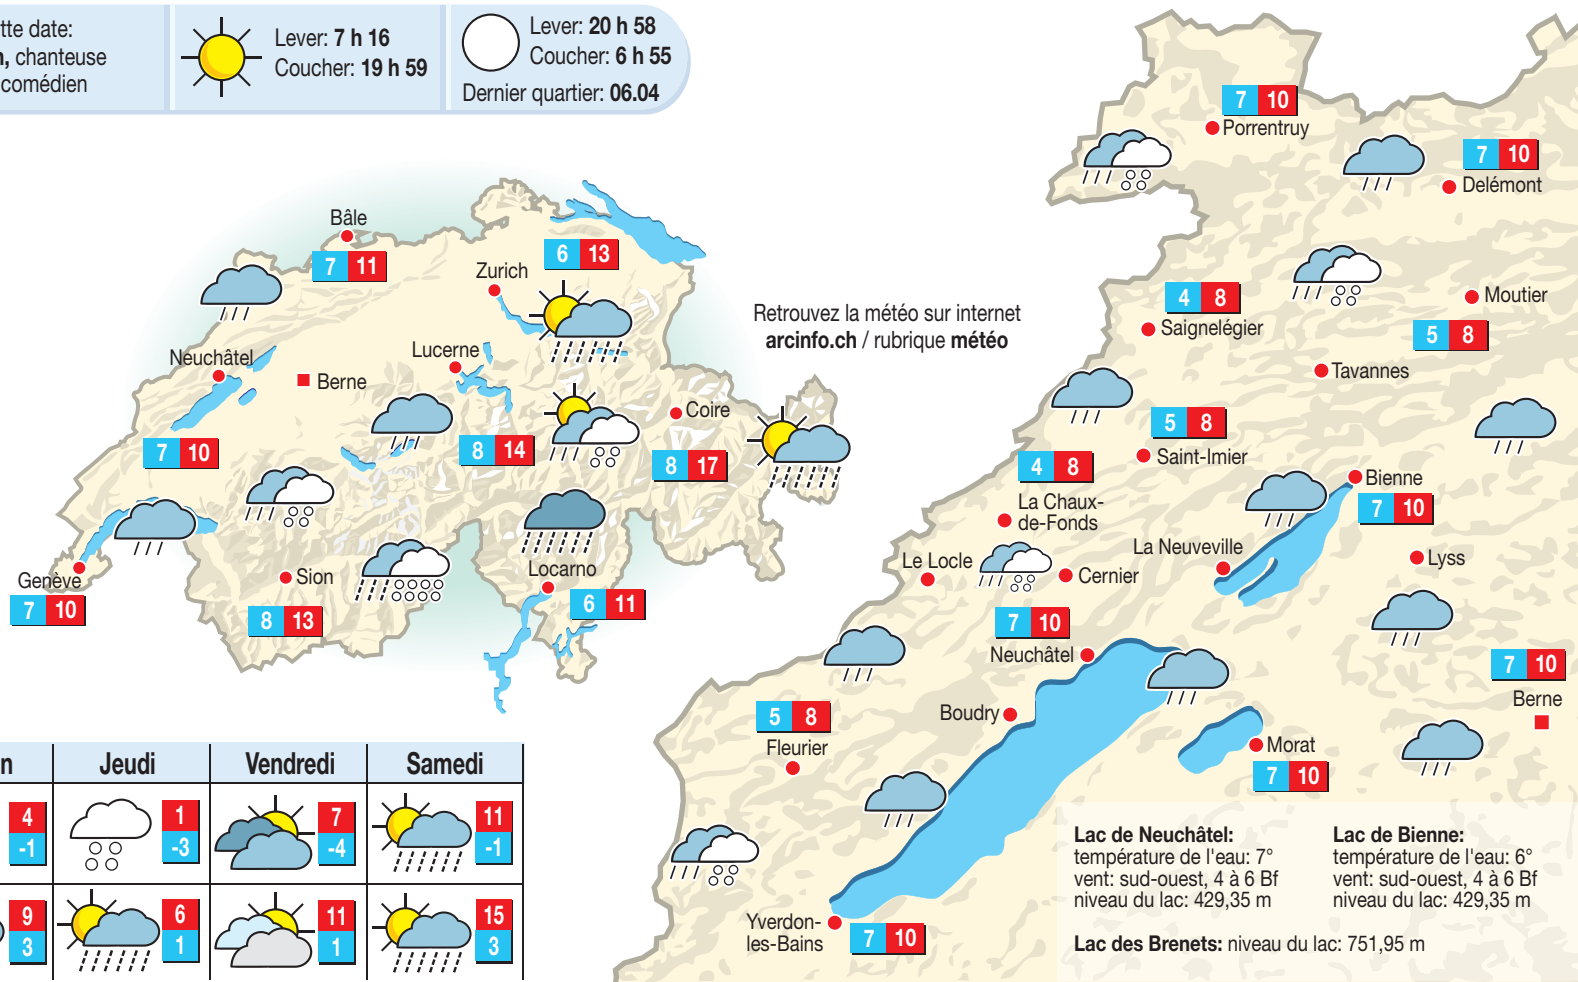 tte date:
n, chanteuse
comédien
Lever: 7 h 16
Coucher: 19 h 59
Lever: 20 h 58
Coucher: 6 h 55
Dernier quartier: 06.04
Bâle
7 11
6 13
Zurich
Neuchâtel
Lucerne
Berne
Coire
7 10
8 14
8 17
Genève
7 10
Sion
8 13
Locarno
6 11
Retrouvez la météo sur internet
arcinfo.ch / rubrique météo
7 10
Porrentruy
7 10
Delémont
4 8
Saignelégier
Moutier
5 8
Tavannes
5 8
Saint-Imier
4 8
La Chaux-
de-Fonds
Bienne
7 10
La Neuveville
Lyss
Le Locle
Cernier
7 10
Neuchâtel
7 10
Berne
Boudry
5 8
Fleurier
Morat
7 10
Yverdon-
les-Bains
7 10
n
Jeudi
Vendredi
Samedi
4
-1
1
-3
7
-4
11
-1
9
3
6
1
11
1
15
3
Lac de Neuchâtel:
température de l'eau: 7°
vent: sud-ouest, 4 à 6 Bf
niveau du lac: 429,35 m
Lac de Bienne:
température de l'eau: 6°
vent: sud-ouest, 4 à 6 Bf
niveau du lac: 429,35 m
Lac des Brenets: niveau du lac: 751,95 m